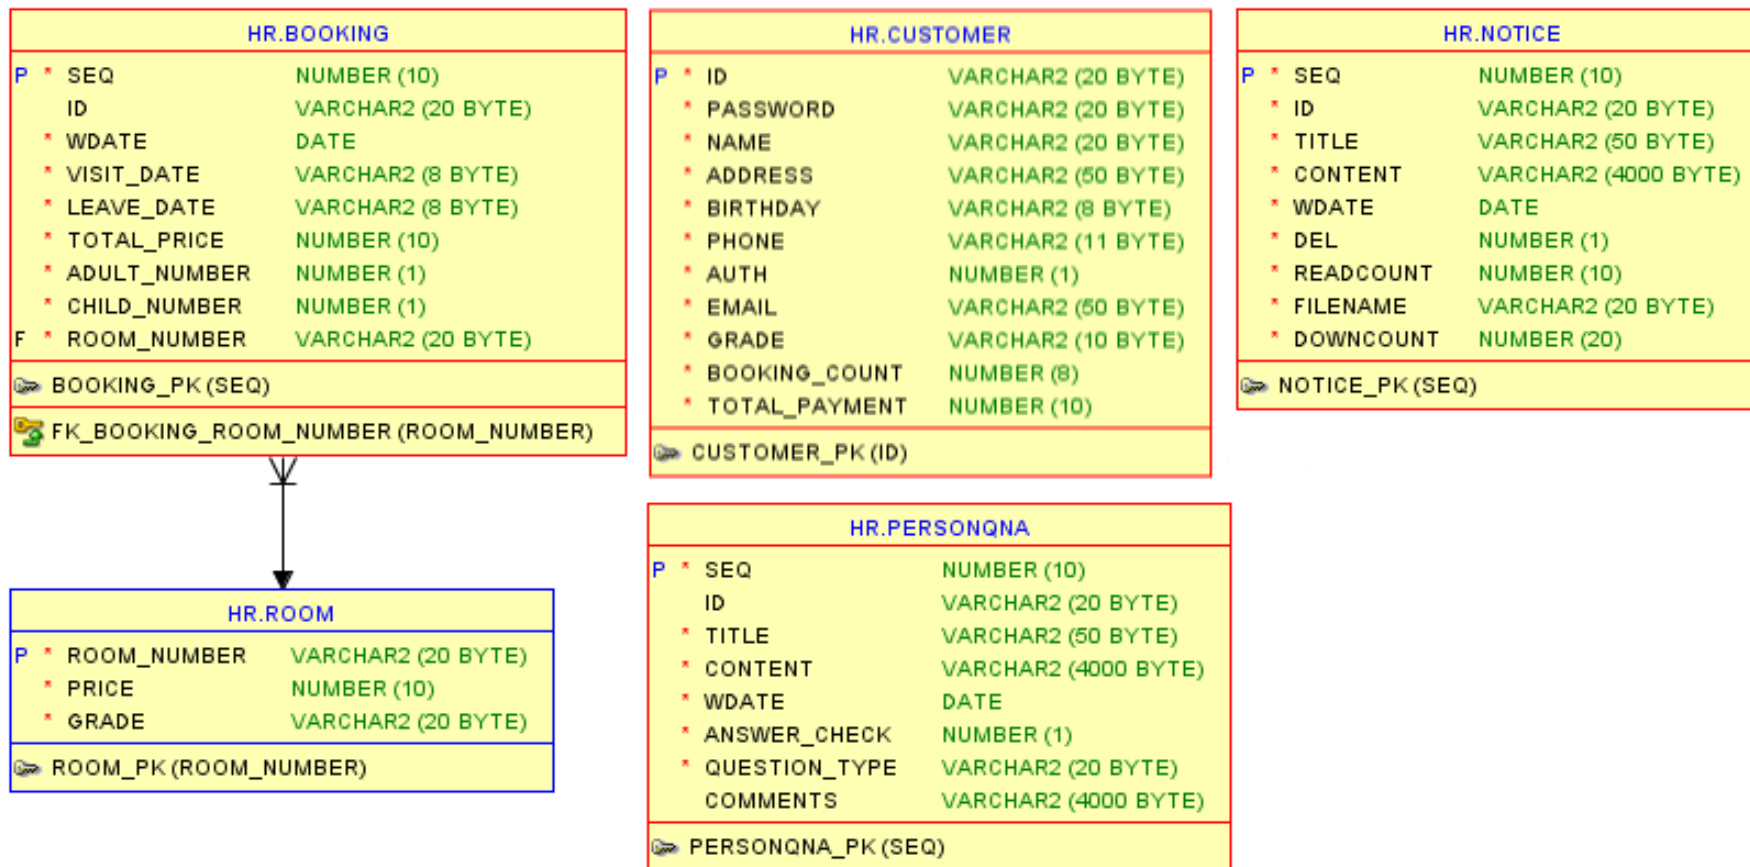 HR.BOOKING
P * SEQ NUMBER (10)
ID VARCHAR2 (20 BYTE)
* WDATE DATE
* VISIT_DATE VARCHAR2 (8 BYTE)
* LEAVE_DATE VARCHAR2 (8 BYTE)
* TOTAL_PRICE NUMBER (10)
* ADULT_NUMBER NUMBER (1)
* CHILD_NUMBER NUMBER (1)
F * ROOM_NUMBER VARCHAR2 (20 BYTE)
BOOKING_PK (SEQ)
FK_BOOKING_ROOM_NUMBER (ROOM_NUMBER)
HR.CUSTOMER
P * ID VARCHAR2 (20 BYTE)
* PASSWORD VARCHAR2 (20 BYTE)
* NAME VARCHAR2 (20 BYTE)
* ADDRESS VARCHAR2 (50 BYTE)
* BIRTHDAY VARCHAR2 (8 BYTE)
* PHONE VARCHAR2 (11 BYTE)
* AUTH NUMBER (1)
* EMAIL VARCHAR2 (50 BYTE)
* GRADE VARCHAR2 (10 BYTE)
* BOOKING_COUNT NUMBER (8)
* TOTAL_PAYMENT NUMBER (10)
CUSTOMER_PK (ID)
HR.NOTICE
P * SEQ NUMBER (10)
* ID VARCHAR2 (20 BYTE)
* TITLE VARCHAR2 (50 BYTE)
* CONTENT VARCHAR2 (4000 BYTE)
* WDATE DATE
* DEL NUMBER (1)
* READCOUNT NUMBER (10)
* FILENAME VARCHAR2 (20 BYTE)
* DOWNCOUNT NUMBER (20)
NOTICE_PK (SEQ)
HR.ROOM
P * ROOM_NUMBER VARCHAR2 (20 BYTE)
* PRICE NUMBER (10)
* GRADE VARCHAR2 (20 BYTE)
ROOM_PK (ROOM_NUMBER)
HR.PERSONQNA
P * SEQ NUMBER (10)
ID VARCHAR2 (20 BYTE)
* TITLE VARCHAR2 (50 BYTE)
* CONTENT VARCHAR2 (4000 BYTE)
* WDATE DATE
* ANSWER_CHECK NUMBER (1)
* QUESTION_TYPE VARCHAR2 (20 BYTE)
COMMENTS VARCHAR2 (4000 BYTE)
PERSONQNA_PK (SEQ)